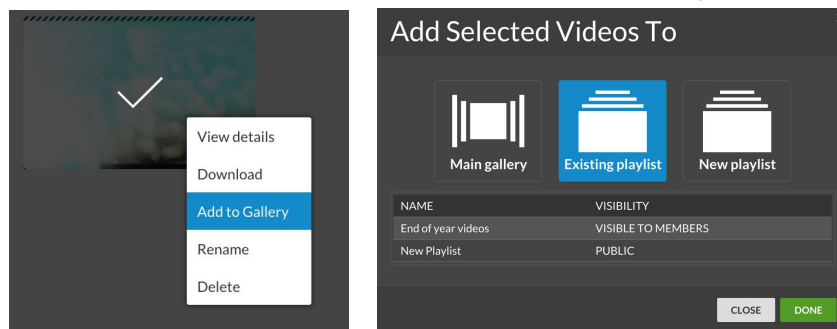 View details
Download
Add to Gallery
Rename
Delete
Add Selected Videos To
Main gallery
Existing playlist
New playlist
NAME VISIBILITY
End of year videos VISIBLE TO MEMBERS
New Playlist PUBLIC
CLOSE DONE